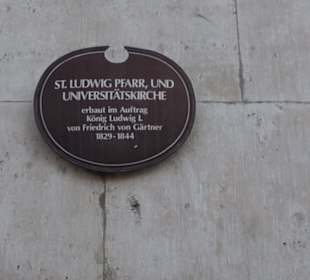 ST. LUDWIG PFARR, UND
UNIVERSITÄTSKIRCHE
erbaut im Auftrag
König Ludwig I.
von Friedrich von Gärtner
1829-1844